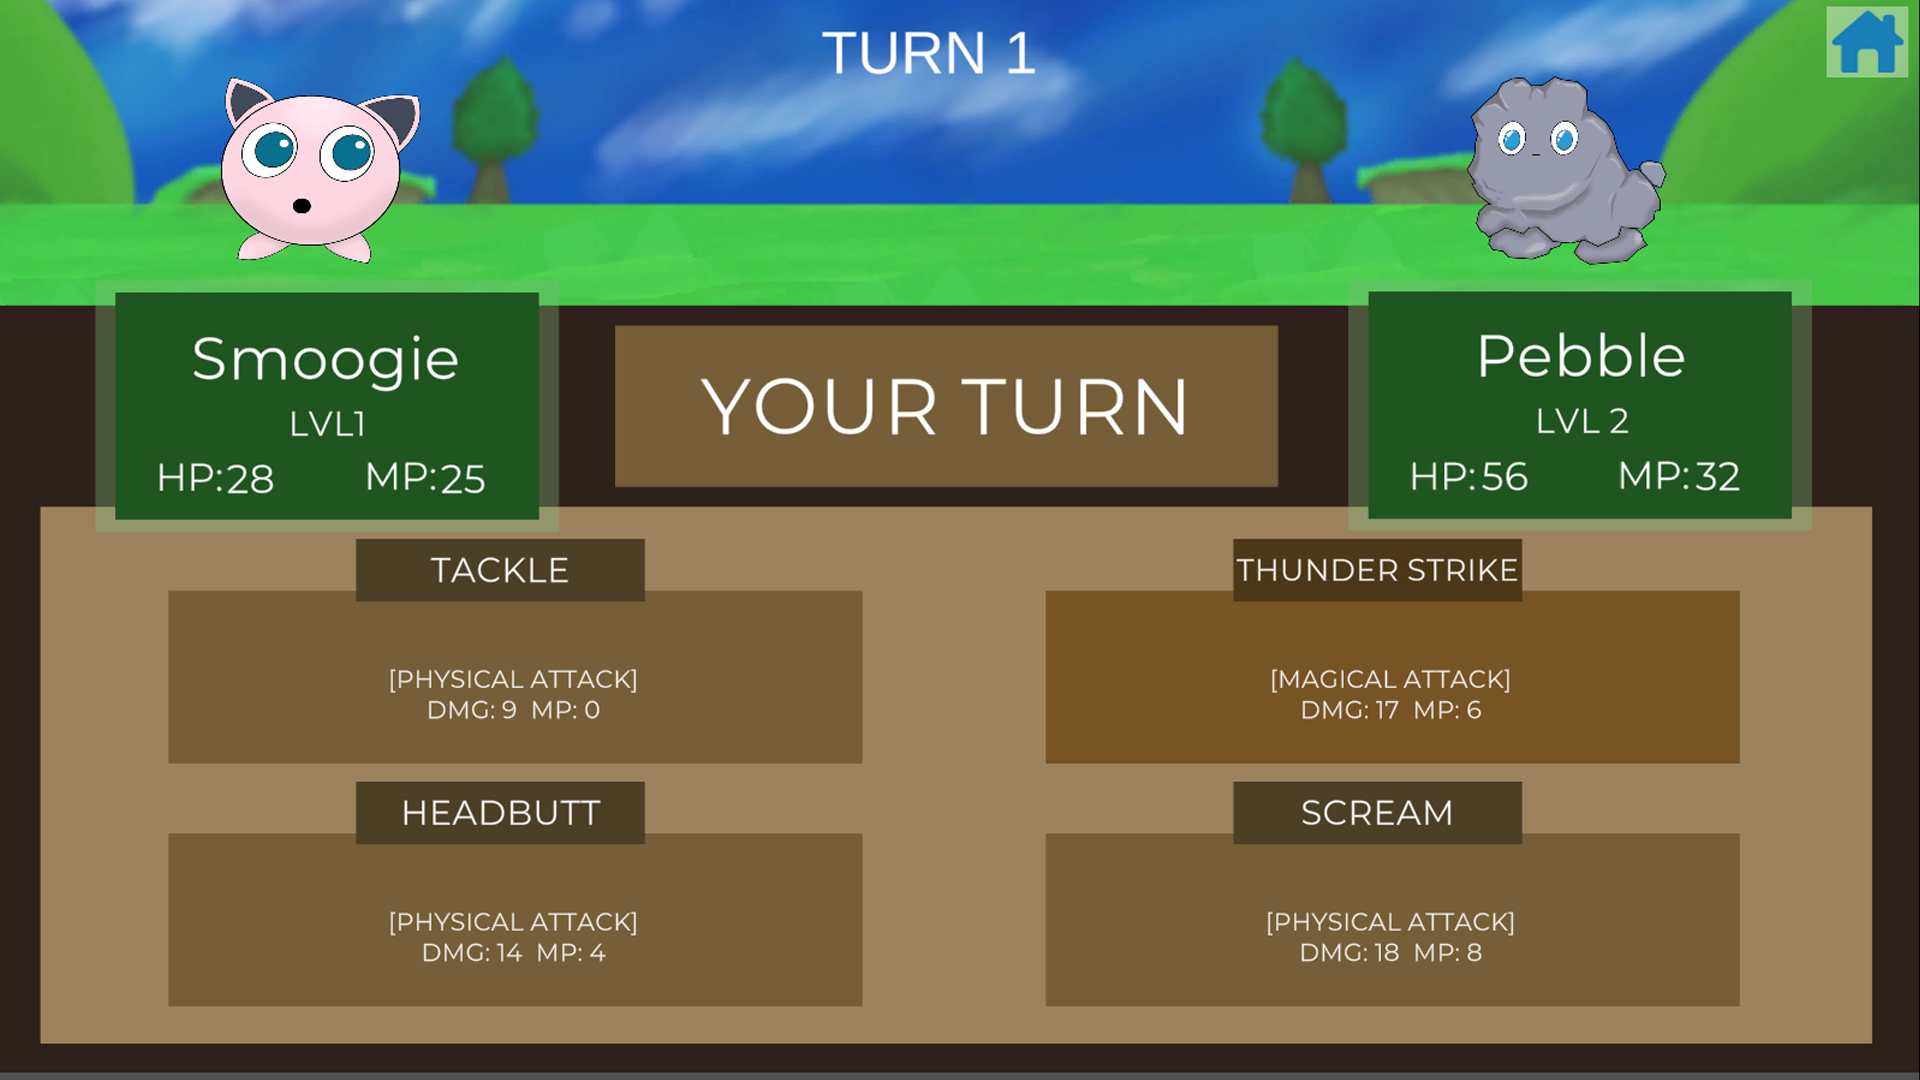 TURN 1
Smoogie
LVL1
HP:28 MP:25
YOUR TURN
Pebble
LVL 2
HP:56 MP:32
TACKLE
[PHYSICAL ATTACK]
DMG: 9 MP: 0
THUNDER STRIKE
[MAGICAL ATTACK]
DMG: 17 MP: 6
HEADBUTT
[PHYSICAL ATTACK]
DMG: 14 MP: 4
SCREAM
[PHYSICAL ATTACK]
DMG: 18 MP: 8